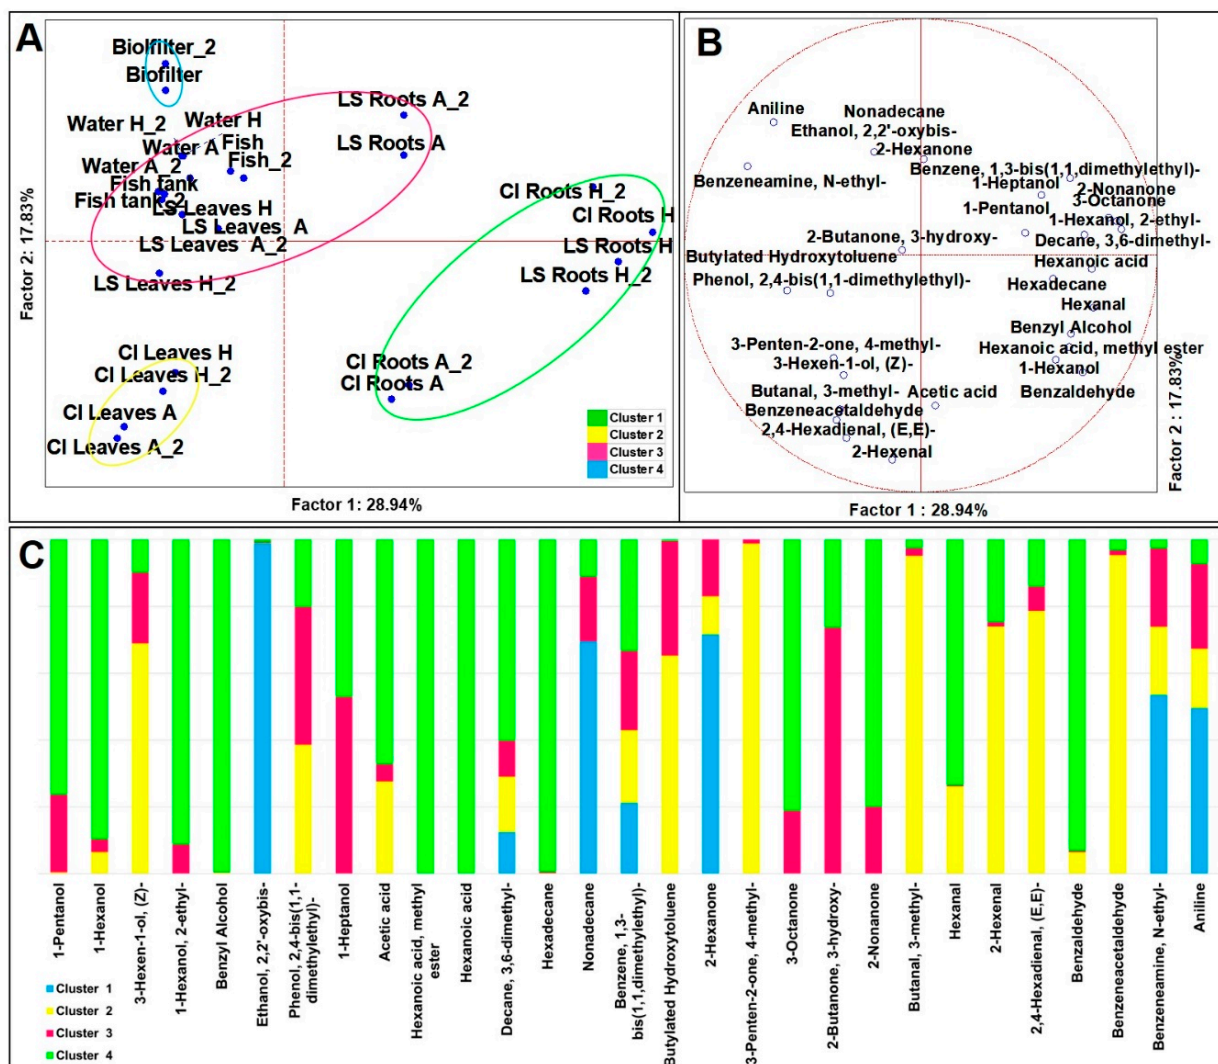 A
Biolfilter_2
Biofilter
LS Roots A_2
Water H_2
Water H
LS Roots A
Water A
Fish
Water A_2
Fish_2
Fish tank
Fish tank_2
LS Leaves H
LS Leaves A
LS Leaves A_2
LS Leaves H_2
CI Roots H_2
CI Roots H
LS Roots H
LS Roots H_2
CI Leaves H
CI Leaves H_2
CI Roots A_2
CI Roots A
CI Leaves A
CI Leaves A_2
Cluster 1
Cluster 2
Cluster 3
Cluster 4
Factor 2: 17.83%
Factor 1: 28.94%
B
Aniline
Nonadecane
Ethanol, 2,2'-oxybis-
2-Hexanone
Benzene, 1,3-bis(1,1,dimethylethyl)-
Benzeneamine, N-ethyl-
1-Heptanol
2-Nonanone
3-Octanone
1-Pentanol
1-Hexanol, 2-ethyl-
2-Butanone, 3-hydroxy-
Decane, 3,6-dimethyl-
Butylated Hydroxytoluene
Hexanoic acid
Phenol, 2,4-bis(1,1-dimethylethyl)-
Hexadecane
Hexanal
Benzyl Alcohol
3-Penten-2-one, 4-methyl-
Hexanoic acid, methyl ester
3-Hexen-1-ol, (Z)-
1-Hexanol
Butanal, 3-methyl-
Acetic acid
Benzaldehyde
Benzeneacetaldehyde
2,4-Hexadienal, (E,E)-
2-Hexenal
Factor 2 : 17.83%
Factor 1 : 28.94%
C
1-Pentanol
1-Hexanol
3-Hexen-1-ol, (Z)-
1-Hexanol, 2-ethyl-
Benzyl Alcohol
Ethanol, 2,2'-oxybis-
Phenol, 2,4-bis(1,1-
dimethylethyl)-
1-Heptanol
Acetic acid
Hexanoic acid, methyl
ester
Hexanoic acid
Decane, 3,6-dimethyl-
Hexadecane
Nonadecane
Benzene, 1,3-
bis(1,1,dimethylethyl)-
Butylated Hydroxytoluene
2-Hexanone
3-Penten-2-one, 4-methyl-
3-Octanone
2-Butanone, 3-hydroxy-
2-Nonanone
Butanal, 3-methyl-
Hexanal
2-Hexenal
2,4-Hexadienal, (E,E)-
Benzaldehyde
Benzeneacetaldehyde
Benzeneamine, N-ethyl-
Aniline
Cluster 1
Cluster 2
Cluster 3
Cluster 4